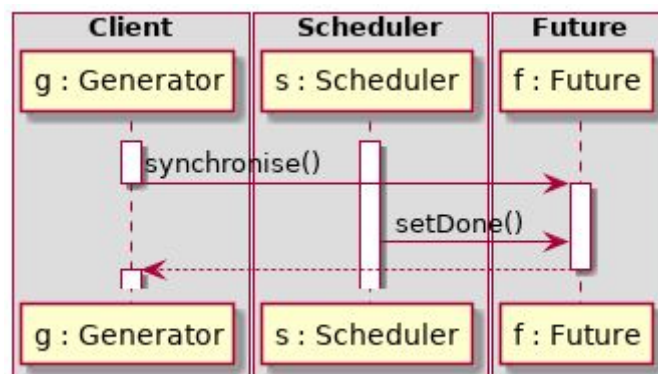 Client Scheduler Future
g : Generator s : Scheduler f : Future
synchronise()
setDone()
g : Generator s : Scheduler f : Future